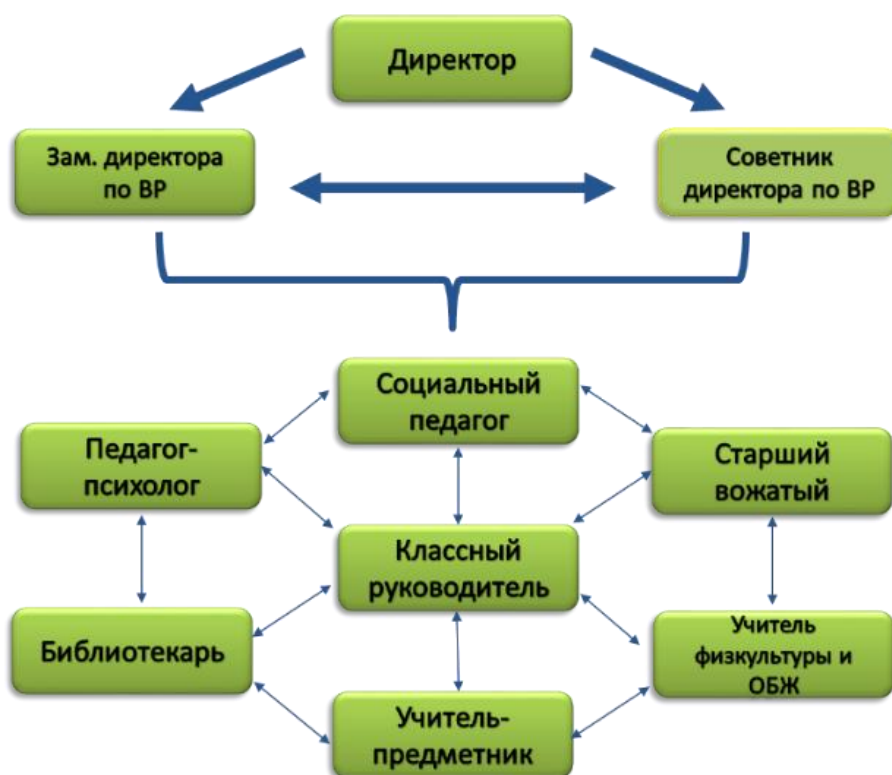 Директор
Зам. директора
по ВР
Советник
директора по ВР
Социальный
педагог
Педагог-
психолог
Старший
вожатый
Классный
руководитель
Библиотекарь
Учитель
физкультуры и
ОБЖ
Учитель-
предметник